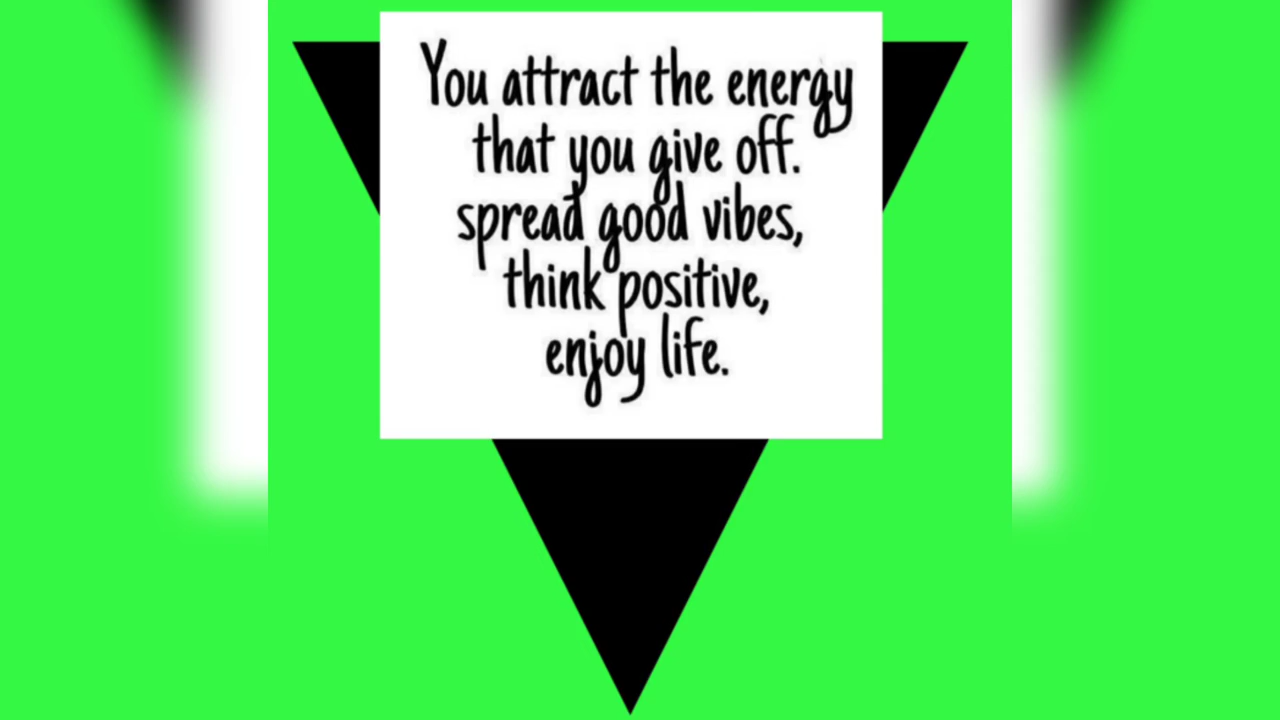 You attract the energy
that you give off.
spread good vibes,
think positive,
enjoy life.